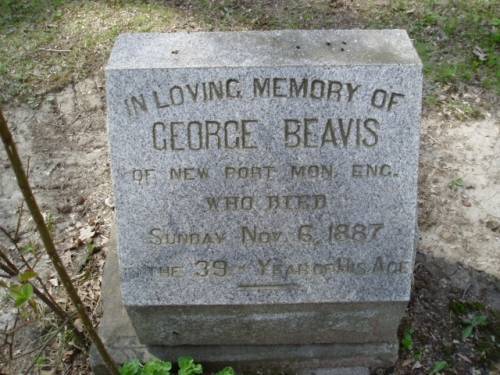 IN LOVING MEMORY OF
GEORGE BEAVIS
OF NEW PORT MON. ENG.
WHO DIED
SUNDAY NOV. 6, 1887
IN THE 39TH YEAR OF HIS AGE